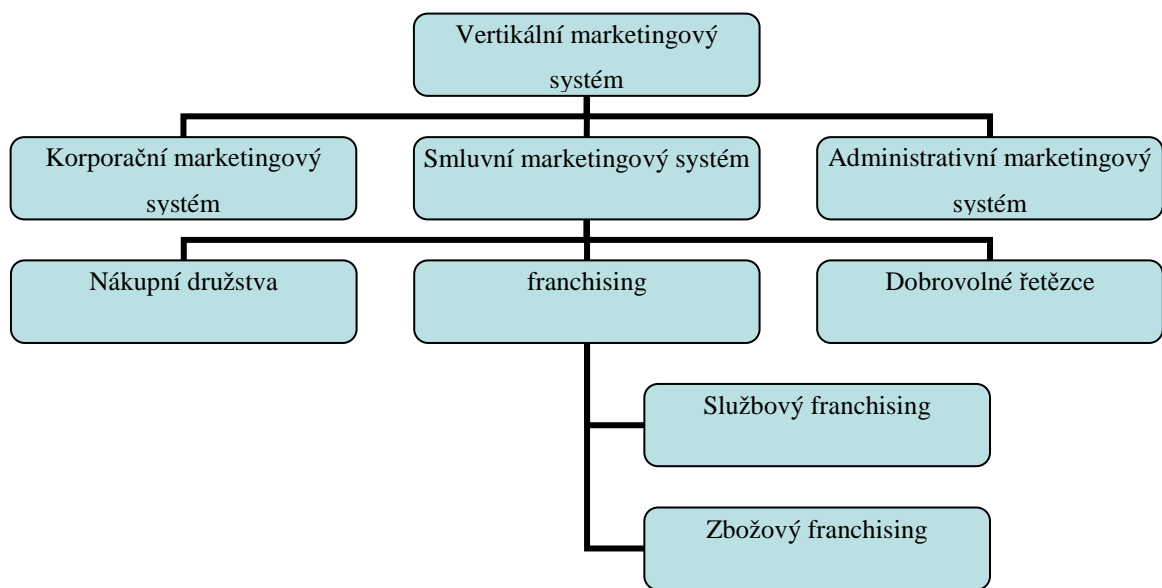 Vertikální marketingový
systém
Korporační marketingový
systém
Smluvní marketingový systém
Administrativní marketingový
systém
Nákupní družstva
franchising
Dobrovolné řetězce
Službový franchising
Zbožový franchising